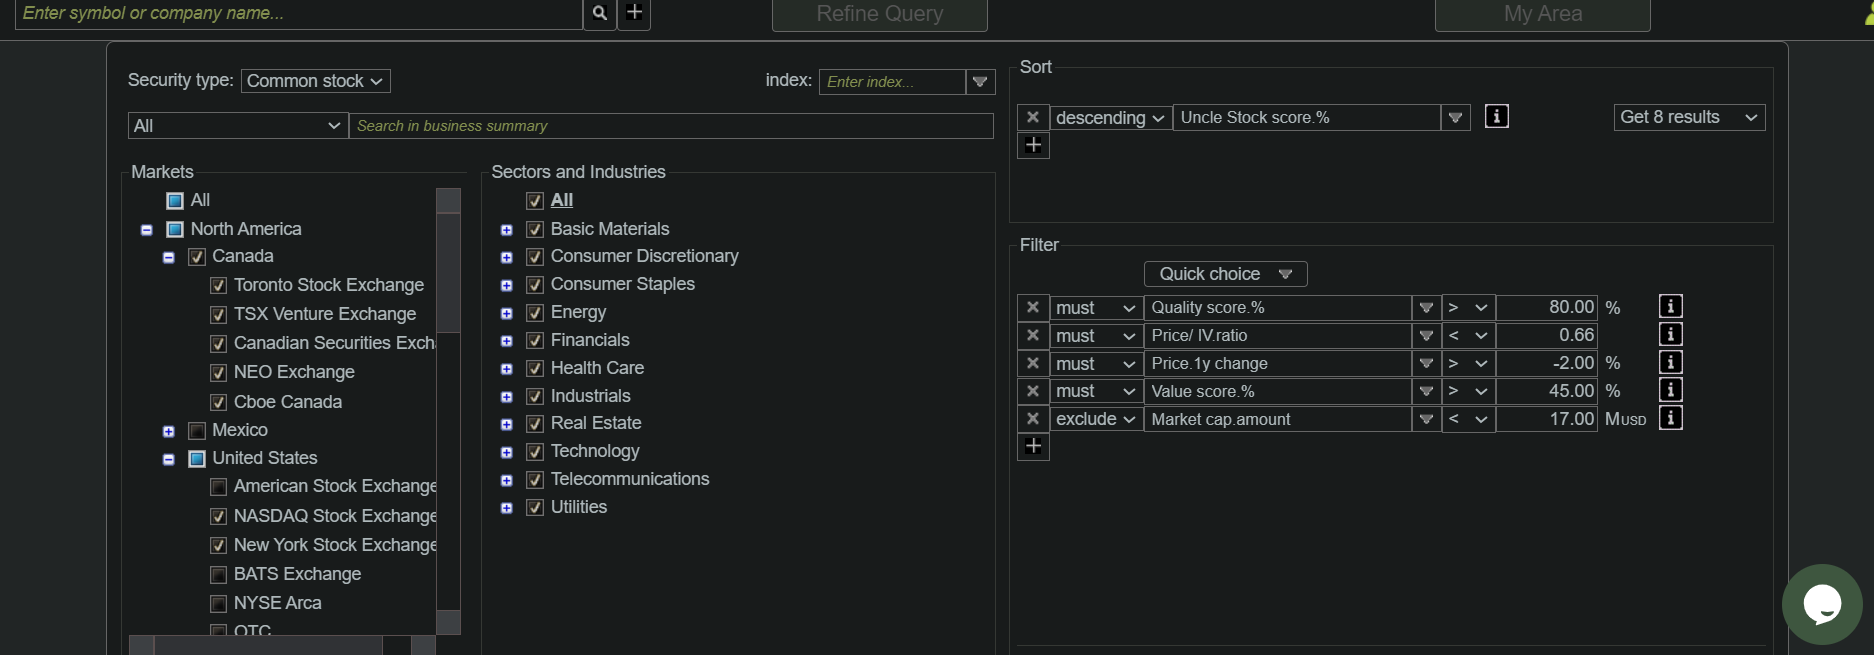 Enter symbol or company name...
Refine Query
My Area
Security type: Common stock
index: Enter index...
All
Search in business summary
Markets
All
North America
Canada
Toronto Stock Exchange
TSX Venture Exchange
Canadian Securities Exch
NEO Exchange
Cboe Canada
Mexico
United States
American Stock Exchange
NASDAQ Stock Exchange
New York Stock Exchange
BATS Exchange
NYSE Arca
OTC
Sectors and Industries
All
Basic Materials
Consumer Discretionary
Consumer Staples
Energy
Financials
Health Care
Industrials
Real Estate
Technology
Telecommunications
Utilities
Sort
descending Uncle Stock score.% i Get 8 results
Filter
Quick choice
must Quality score.% > 80.00 % i
must Price/ IV.ratio < 0.66 i
must Price.1y change > -2.00 % i
must Value score.% > 45.00 % i
exclude Market cap.amount < 17.00 MUSD i